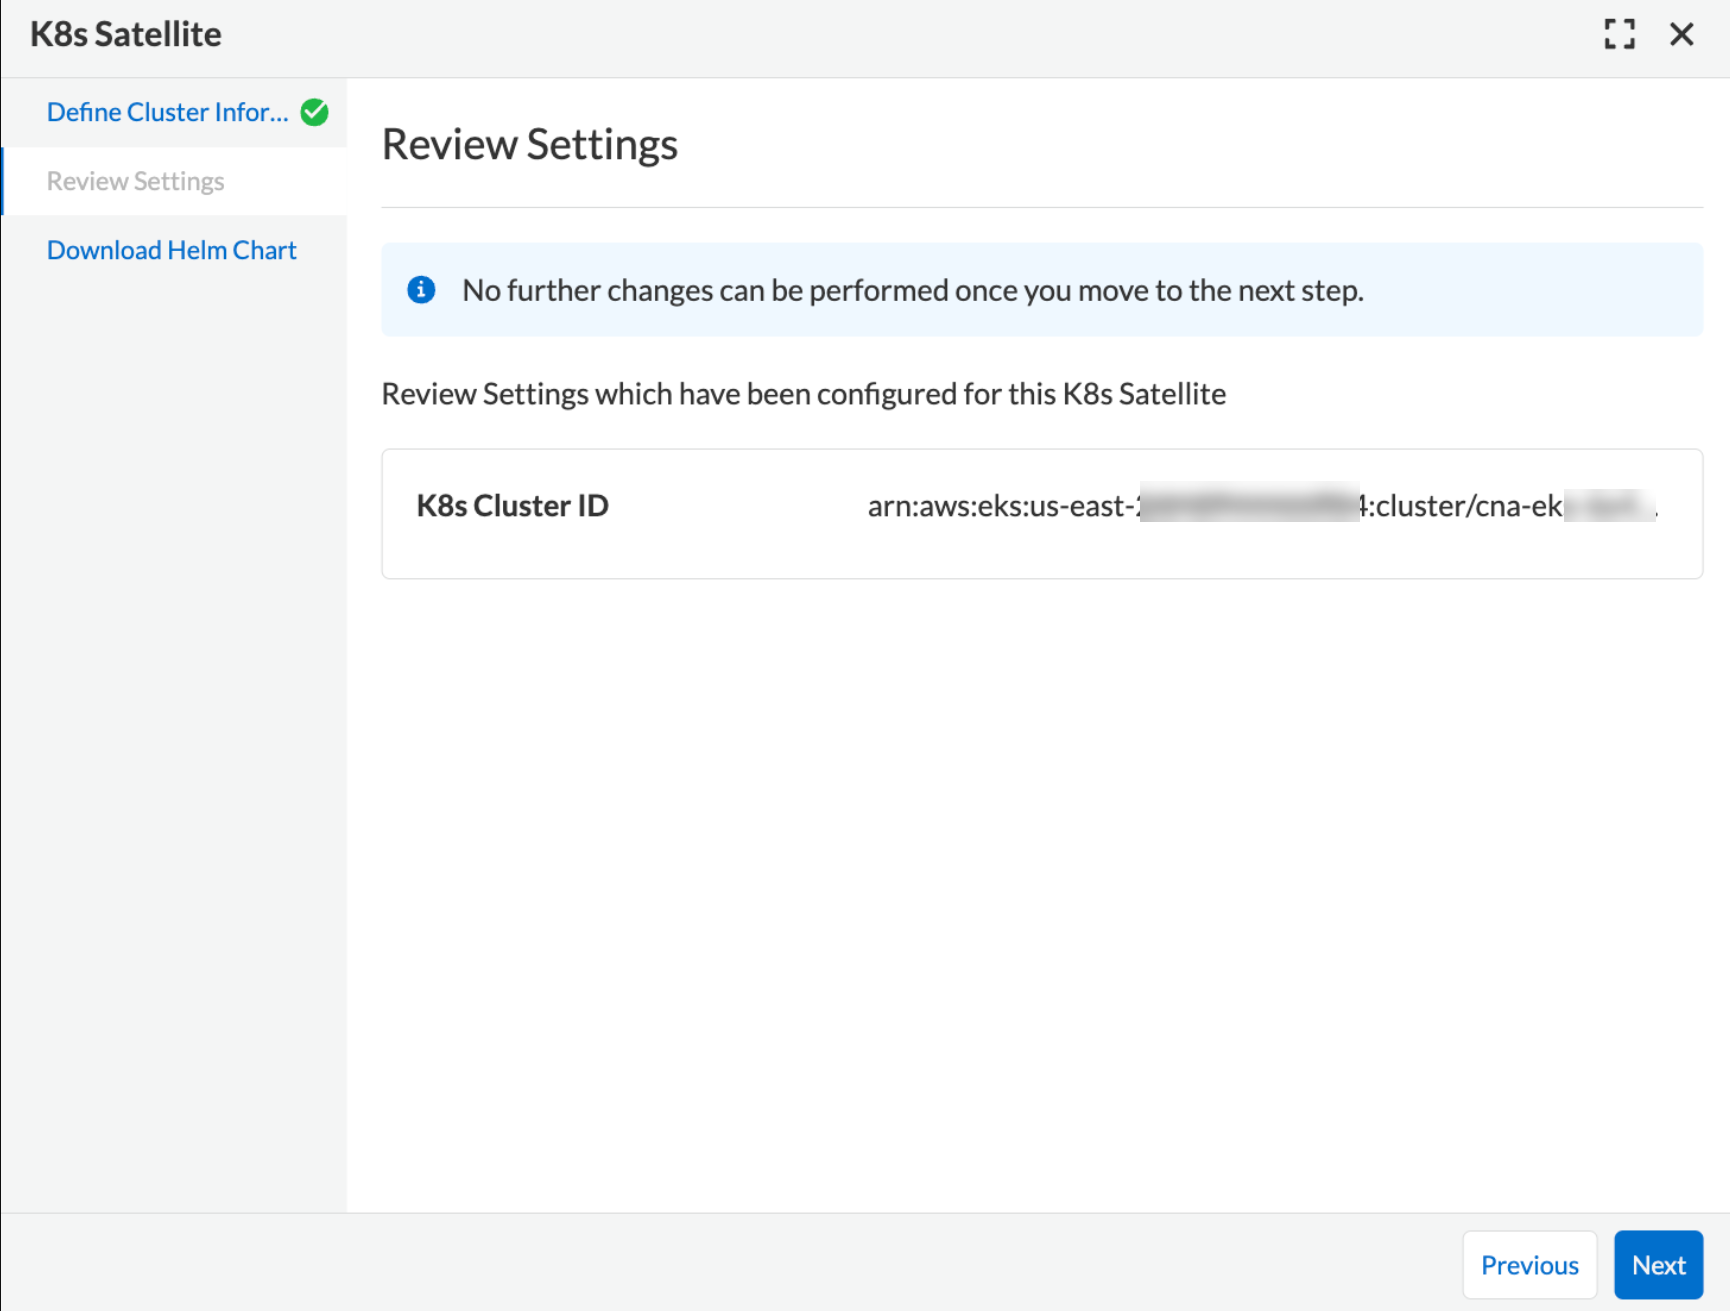 K8s Satellite
Define Cluster Infor...
Review Settings
Download Helm Chart
Review Settings
No further changes can be performed once you move to the next step.
Review Settings which have been configured for this K8s Satellite
K8s Cluster ID
arn:aws:eks:us-east- :cluster/cna-ek
Previous
Next